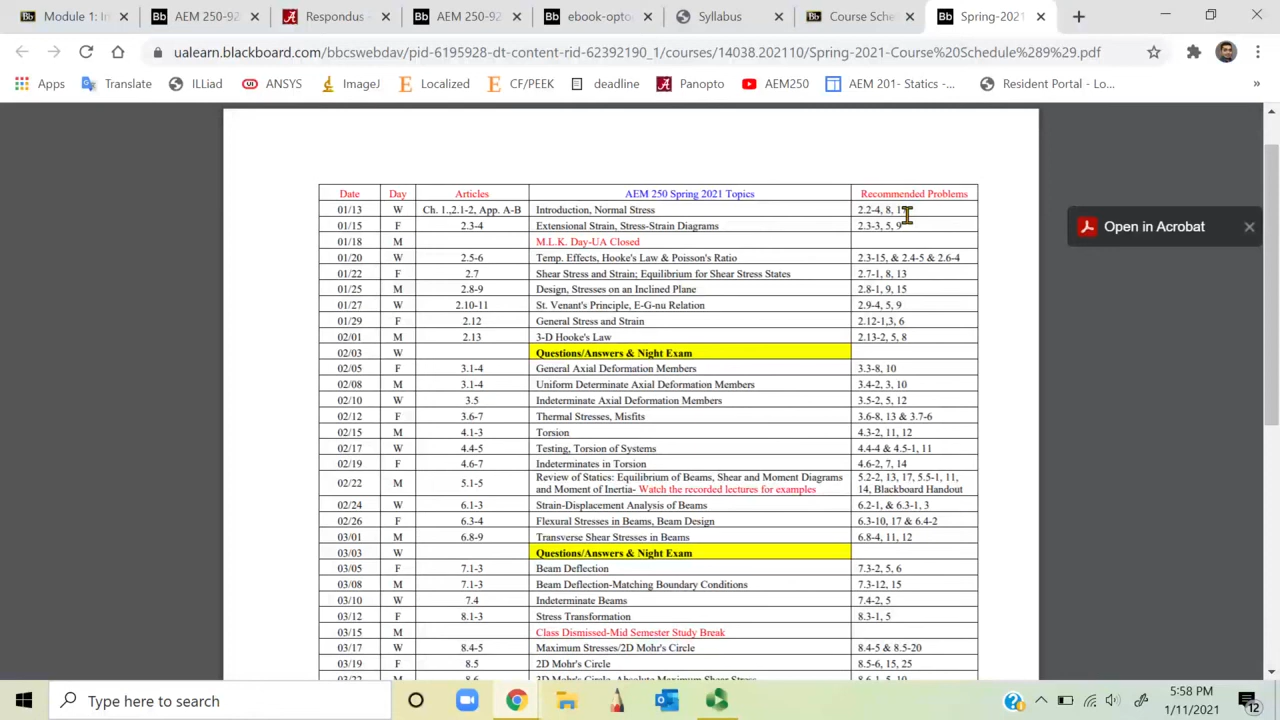 Module 1: In
AEM 250-92
Respondus -
AEM 250-92
ebook-opto
Syllabus
Course Sche
Spring-2021
ualearn.blackboard.com/bbcswebdav/pid-6195928-dt-content-rid-62392190_1/courses/14038.202110/Spring-2021-Course%20Schedule%289%29.pdf
Apps Translate ILLiad ANSYS ImageJ Localized CF/PEEK deadline Panopto AEM250 AEM 201- Statics -... Resident Portal - Lo... »
Date Day Articles AEM 250 Spring 2021 Topics Recommended Problems
01/13 W Ch. 1.,2.1-2, App. A-B Introduction, Normal Stress 2.2-4, 8,
01/15 F 2.3-4 Extensional Strain, Stress-Strain Diagrams 2.3-3, 5, 9
01/18 M M.L.K. Day-UA Closed
01/20 W 2.5-6 Temp. Effects, Hooke's Law & Poisson's Ratio 2.3-15, & 2.4-5 & 2.6-4
01/22 F 2.7 Shear Stress and Strain; Equilibrium for Shear Stress States 2.7-1, 8, 13
01/25 M 2.8-9 Design, Stresses on an Inclined Plane 2.8-1, 9, 15
01/27 W 2.10-11 St. Venant's Principle, E-G-nu Relation 2.9-4, 5, 9
01/29 F 2.12 General Stress and Strain 2.12-1,3, 6
02/01 M 2.13 3-D Hooke's Law 2.13-2, 5, 8
02/03 W Questions/Answers & Night Exam
02/05 F 3.1-4 General Axial Deformation Members 3.3-8, 10
02/08 M 3.1-4 Uniform Determinate Axial Deformation Members 3.4-2, 3, 10
02/10 W 3.5 Indeterminate Axial Deformation Members 3.5-2, 5, 12
02/12 F 3.6-7 Thermal Stresses, Misfits 3.6-8, 13 & 3.7-6
02/15 M 4.1-3 Torsion 4.3-2, 11, 12
02/17 W 4.4-5 Testing, Torsion of Systems 4.4-4 & 4.5-1, 11
02/19 F 4.6-7 Indeterminates in Torsion 4.6-2, 7, 14
02/22 M 5.1-5 Review of Statics: Equilibrium of Beams, Shear and Moment Diagrams 5.2-2, 13, 17, 5.5-1, 11,
and Moment of Inertia- Watch the recorded lectures for examples 14, Blackboard Handout
02/24 W 6.1-3 Strain-Displacement Analysis of Beams 6.2-1, & 6.3-1, 3
02/26 F 6.3-4 Flexural Stresses in Beams, Beam Design 6.3-10, 17 & 6.4-2
03/01 M 6.8-9 Transverse Shear Stresses in Beams 6.8-4, 11, 12
03/03 W Questions/Answers & Night Exam
03/05 F 7.1-3 Beam Deflection 7.3-2, 5, 6
03/08 M 7.1-3 Beam Deflection-Matching Boundary Conditions 7.3-12, 15
03/10 W 7.4 Indeterminate Beams 7.4-2, 5
03/12 F 8.1-3 Stress Transformation 8.3-1, 5
03/15 M Class Dismissed-Mid Semester Study Break
03/17 W 8.4-5 Maximum Stresses/2D Mohr's Circle 8.4-5 & 8.5-20
03/19 F 8.5 2D Mohr's Circle 8.5-6, 15, 25
03/22 M 8.6 3D Mohr's Circle, Absolute Maximum Shear Stress 8.6-1, 5, 10
Open in Acrobat
Type here to search
5:58 PM
1/11/2021
12